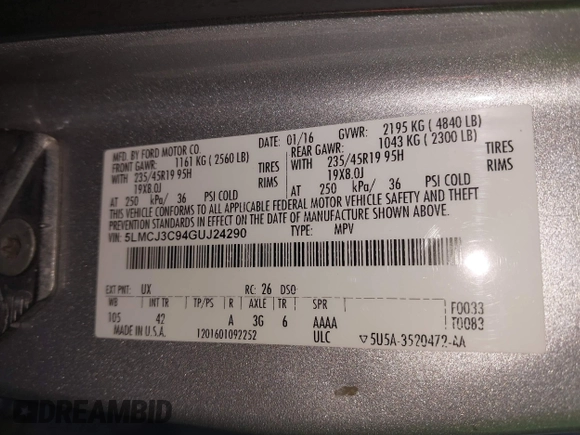 MFD. BY FORD MOTOR CO. DATE: 01/16 GVWR: 2195 KG ( 4840 LB)
FRONT GAWR: 1161 KG ( 2560 LB) REAR GAWR: 1043 KG ( 2300 LB)
WITH 235/45R19 95H TIRES WITH 235/45R19 95H TIRES
19X8.0J RIMS 19X8.0J RIMS
AT 250 kPa/ 36 PSI COLD AT 250 kPa/ 36 PSI COLD
THIS VEHICLE CONFORMS TO ALL APPLICABLE FEDERAL MOTOR VEHICLE SAFETY AND THEFT
PREVENTION STANDARDS IN EFFECT ON THE DATE OF MANUFACTURE SHOWN ABOVE.
VIN: 5LMCJ3C94GUJ24290 TYPE: MPV
EXT PNT: UX RC: 26 DSO:
WB INT TR TP/PS R AXLE TR SPR
105 42 A 3G 6 AAAA
F0033
T0083
MADE IN U.S.A. 1201601092252 ULC ▽5U5A-3520472-AA
DREAMBID